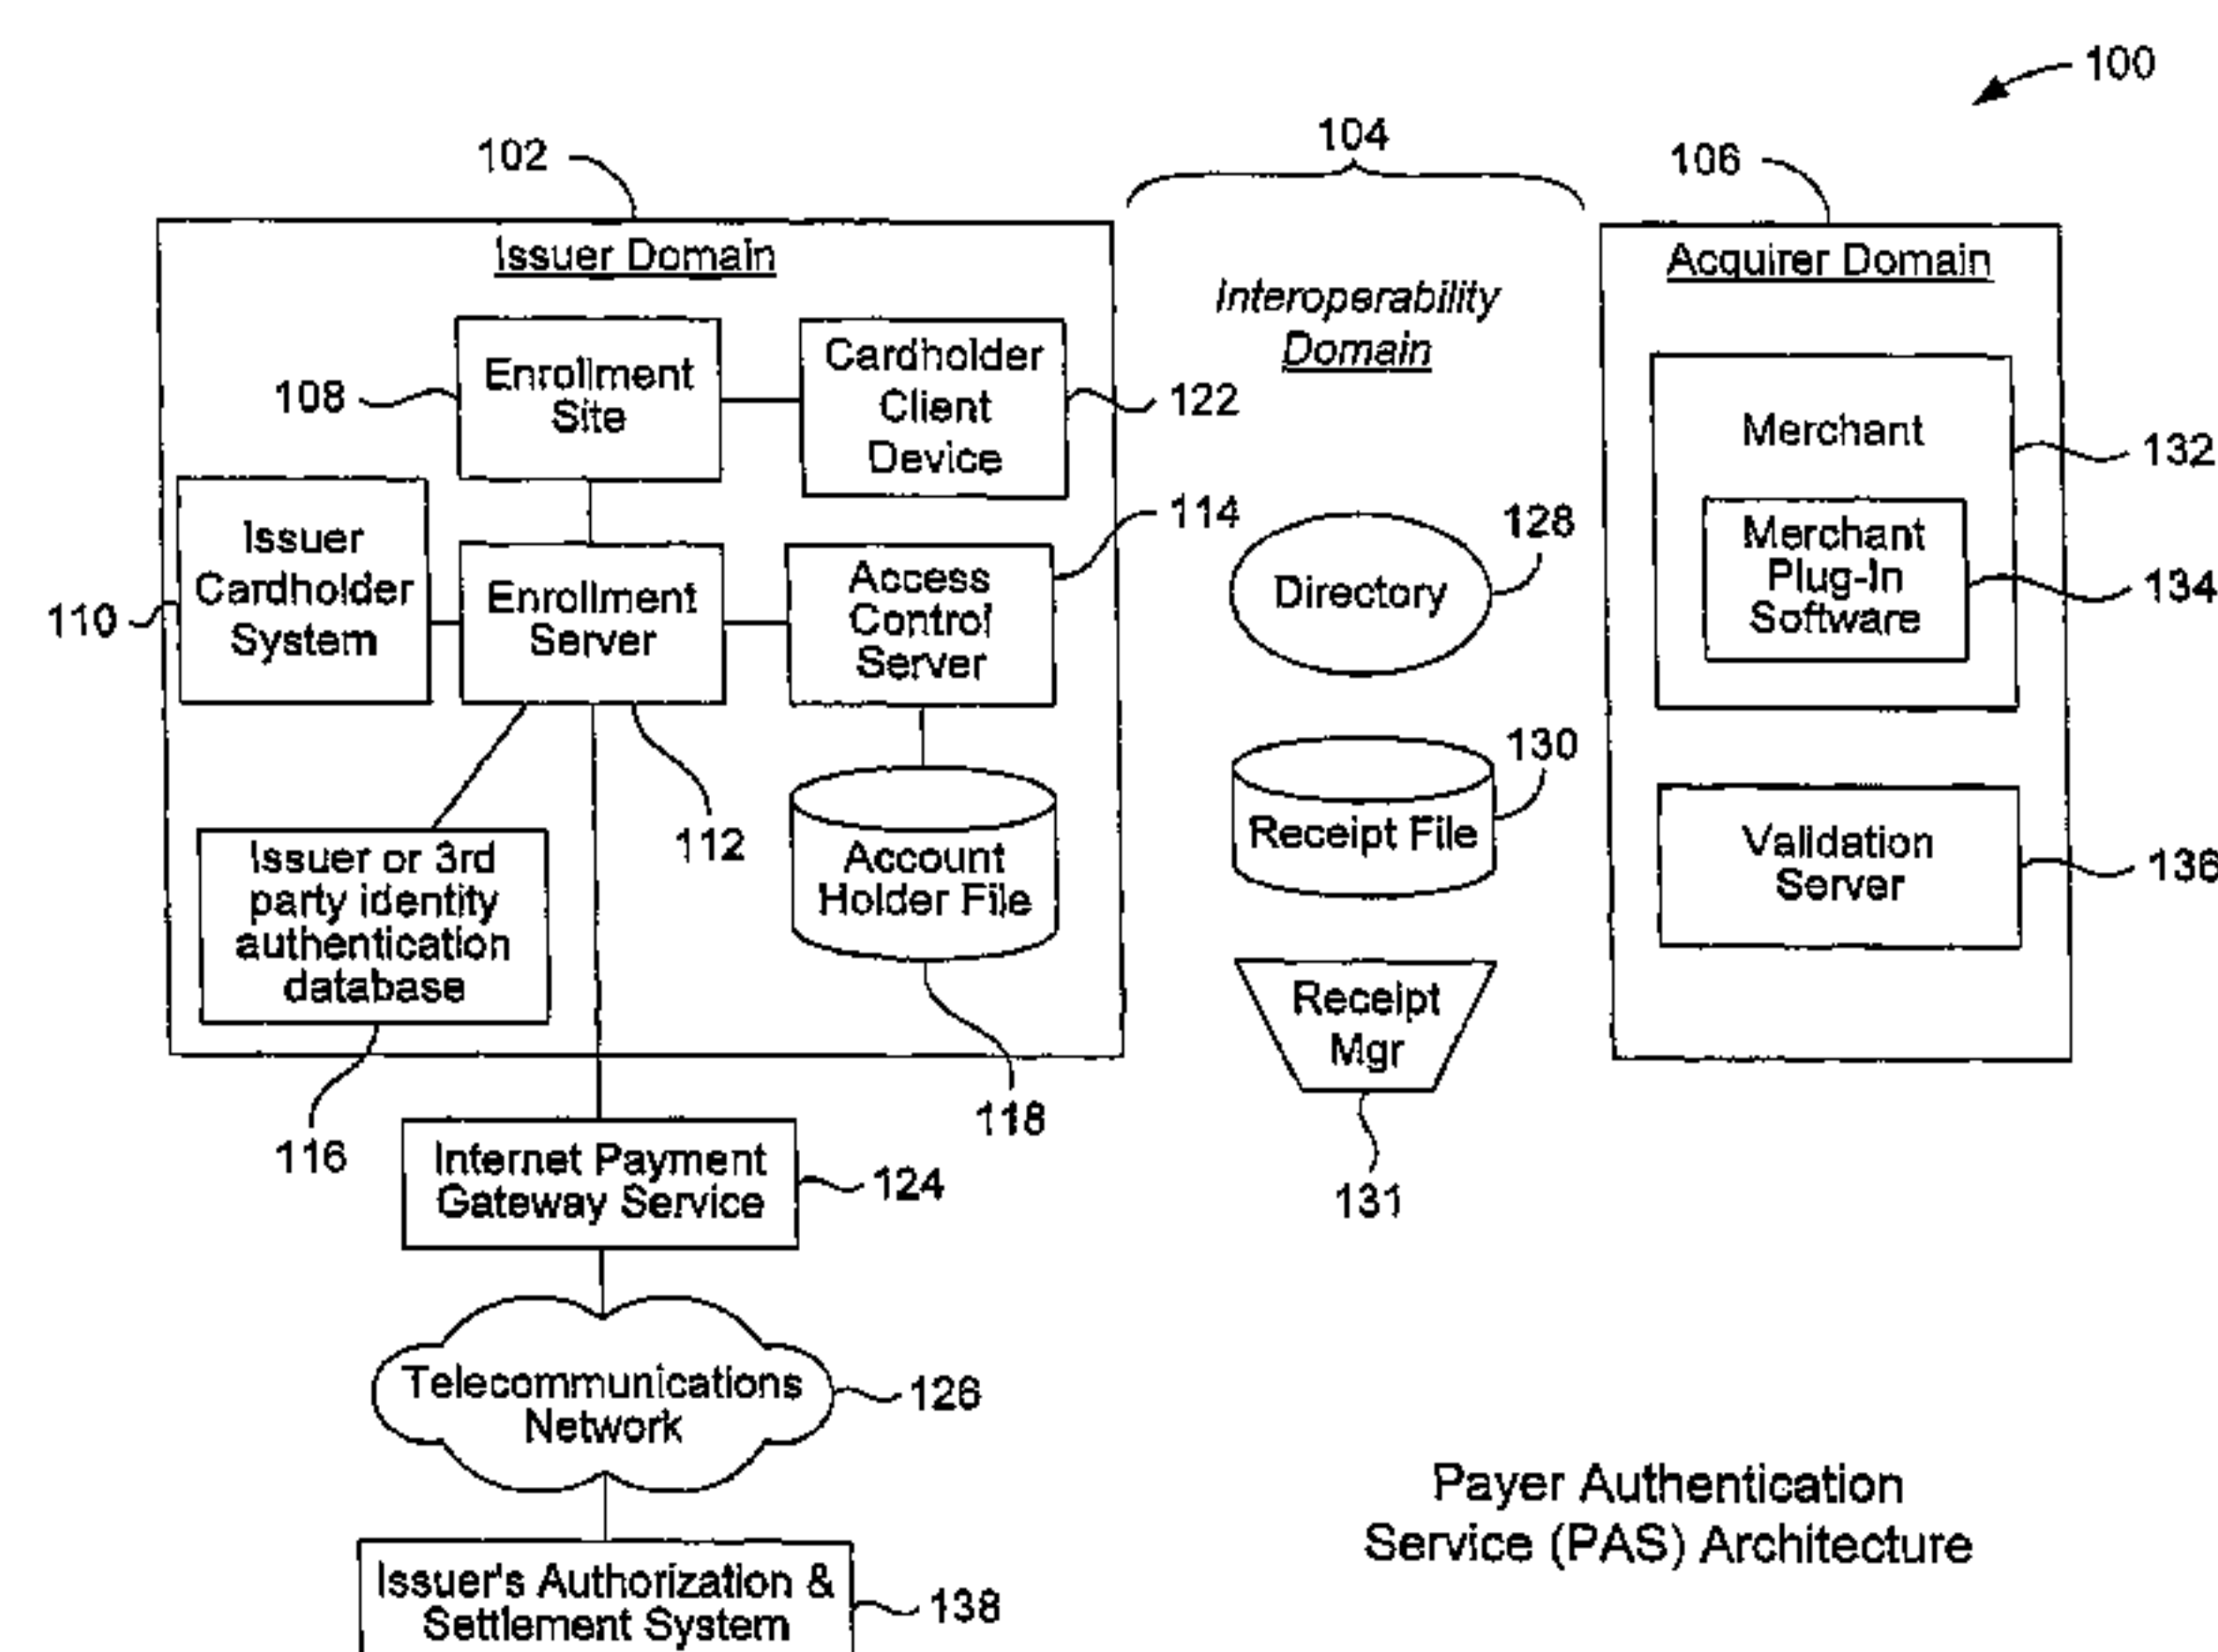 100
102
104
106
Issuer Domain
Interoperability
Domain
Acquirer Domain
Enrollment
Site
108
Cardholder
Client
Device
122
Merchant
132
Merchant
Plug-In
Software
134
Issuer
Cardholder
System
110
Enrollment
Server
112
Access
Control
Server
114
Directory
128
Receipt File
130
Validation
Server
136
Issuer or 3rd
party identity
authentication
database
116
Account
Holder File
118
Receipt
Mgr
131
Internet Payment
Gateway Service
124
Telecommunications
Network
126
Issuer's Authorization &
Settlement System
138
Payer Authentication
Service (PAS) Architecture